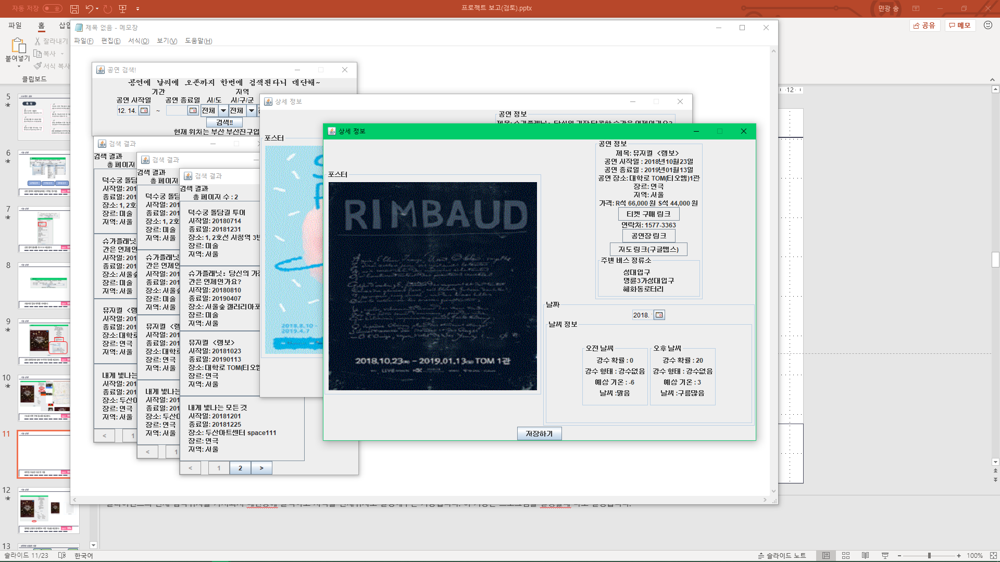 자동 저장 끔
프로젝트 보고(검토).pptx
민광 송
파일
홈
삽입
공유
메모
붙여넣기
잘라내기
복사
서식 복사
클립보드
제목 없음 - 메모장
파일(F) 편집(E) 서식(O) 보기(V) 도움말(H)
공연 검색!
공연에 날씨에 오존까지 한번에 검색된다니 데단해~
기간 지역
공연 시작일 공연 종료일 시/도 시/구/군
12. 14. ~ 전체 전체
검색!!
현재 위치는 부산 부산진구입
검색 결과
검색 결과
총 페이지
덕수궁 돌담
시작일: 201
종료일: 201
장소: 1, 2호
장르: 미술
지역: 서울
슈가플래닛
간은 언제인
시작일: 201
종료일: 201
장소: 서울숲
장르: 미술
지역: 서울
뮤지컬 <랭
시작일: 201
종료일: 201
장소: 대학로
장르: 연극
지역: 서울
내게 빛나는
시작일: 201
종료일: 201
장소: 두산아
장르: 연극
지역: 서울
< 1
검색 결과
검색 결과
총 페이지
덕수궁 돌담
시작일: 201
종료일: 201
장소: 1, 2호
장르: 미술
지역: 서울
슈가플래닛
간은 언제인
시작일: 201
종료일: 201
장소: 서울숲
장르: 미술
지역: 서울
뮤지컬 <랭
시작일: 201
종료일: 201
장소: 대학로
장르: 연극
지역: 서울
내게 빛나는
시작일: 201
종료일: 201
장소: 두산아
장르: 연극
지역: 서울
< 1
검색 결과
검색 결과
총 페이지 수 : 2
덕수궁 돌담길 투어
시작일: 20180714
종료일: 20181231
장소: 1, 2호선 시청역 3번
장르: 미술
지역: 서울
슈가플래닛: 당신의 가장
간은 언제인가요?
시작일: 20180810
종료일: 20190407
장소: 서울숲 갤러리아포
장르: 미술
지역: 서울
뮤지컬 <랭보>
시작일: 20181023
종료일: 20190113
장소: 대학로 TOM(티오엠
장르: 연극
지역: 서울
내게 빛나는 모든 것
시작일: 20181201
종료일: 20181225
장소: 두산아트센터 space111
장르: 연극
지역: 서울
< 1 2 >
상세 정보
공연 정보
제목: 슈가플래닛: 당신의 가장 달콤한 순간은 언제인가요?
포스터
2018.8.10 -
2019.4.7
상세 정보
포스터
RIMBAUD
2018.10.23 - 2019.01.13 TOM 1관
공연 정보
제목: 뮤지컬 <랭보>
공연 시작일 : 2018년10월23일
공연 종료일 : 2019년01월13일
공연 장소: 대학로 TOM(티오엠)1관
장르: 연극
지역: 서울
가격: R석 66,000 원 S석 44,000 원
티켓 구매 링크
연락처: 1577-3363
공연장 링크
지도 링크(구글맵스)
주변 버스 정류소
성대입구
명륜3가성대입구
혜화동로터리
날짜
2018.
날씨 정보
오전 날씨
강수 확률 : 0
강수 형태 : 강수없음
예상 기온 : -6
날씨 :맑음
오후 날씨
강수 확률 : 20
강수 형태 : 강수없음
예상 기온 : 3
날씨 :구름많음
저장하기
5
6
7
8
9
10
11
12
13
12
슬라이드 11/23
한국어
슬라이드 노트
100%